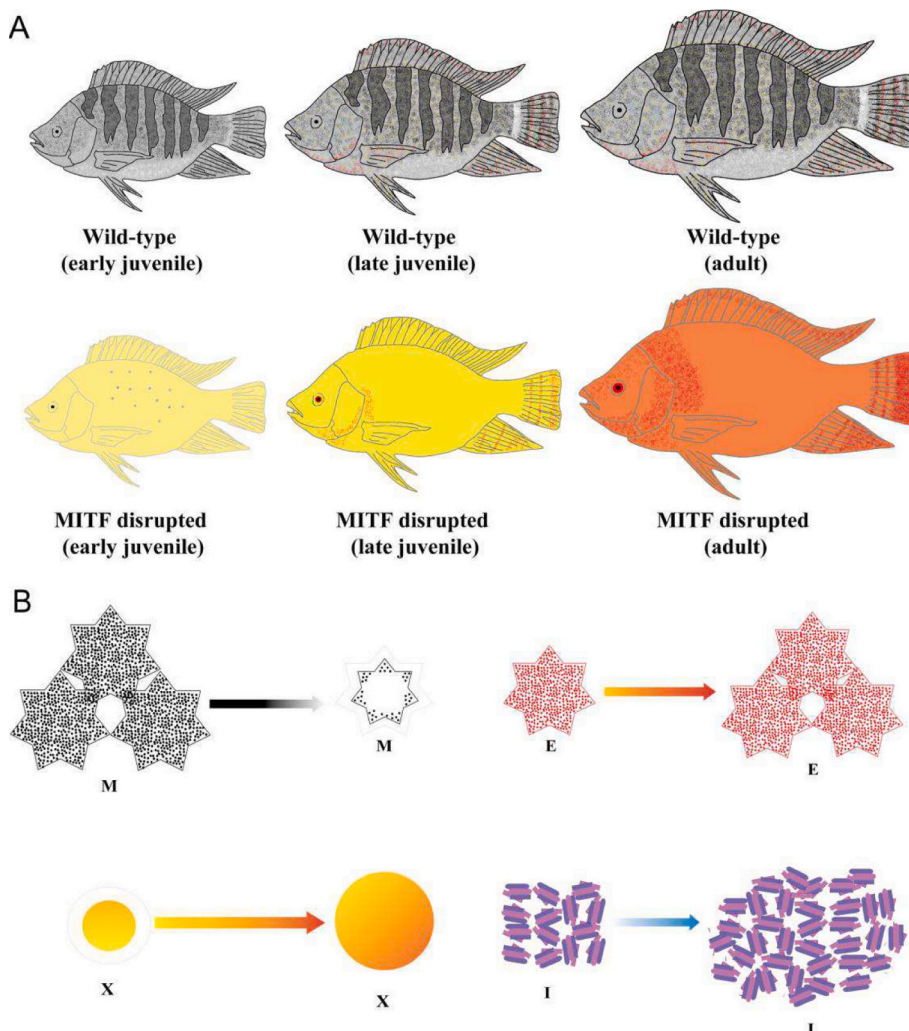 A
Wild-type
(early juvenile)
Wild-type
(late juvenile)
Wild-type
(adult)
MITF disrupted
(early juvenile)
MITF disrupted
(late juvenile)
MITF disrupted
(adult)
B
M
M
E
E
X
X
I
I